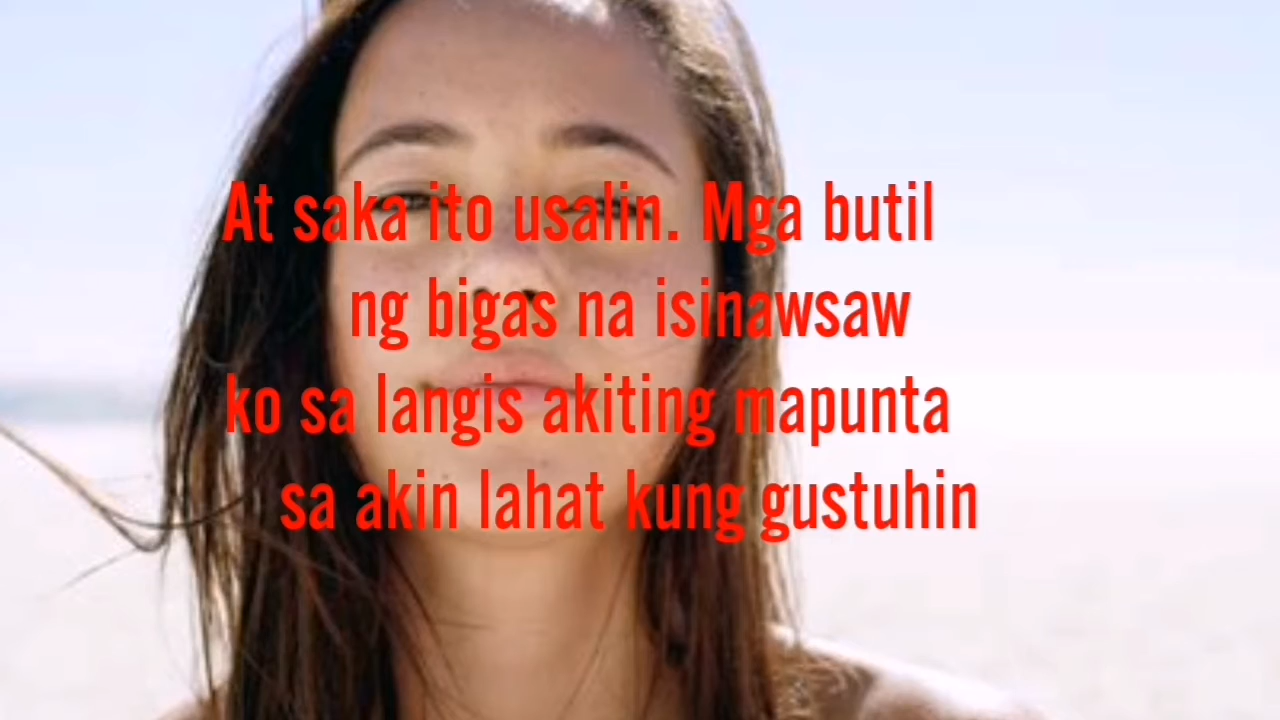 At saka ito usalin. Mga butil
ng bigas na isinawsaw
ko sa langis akiting mapunta
sa akin lahat kung gustuhin